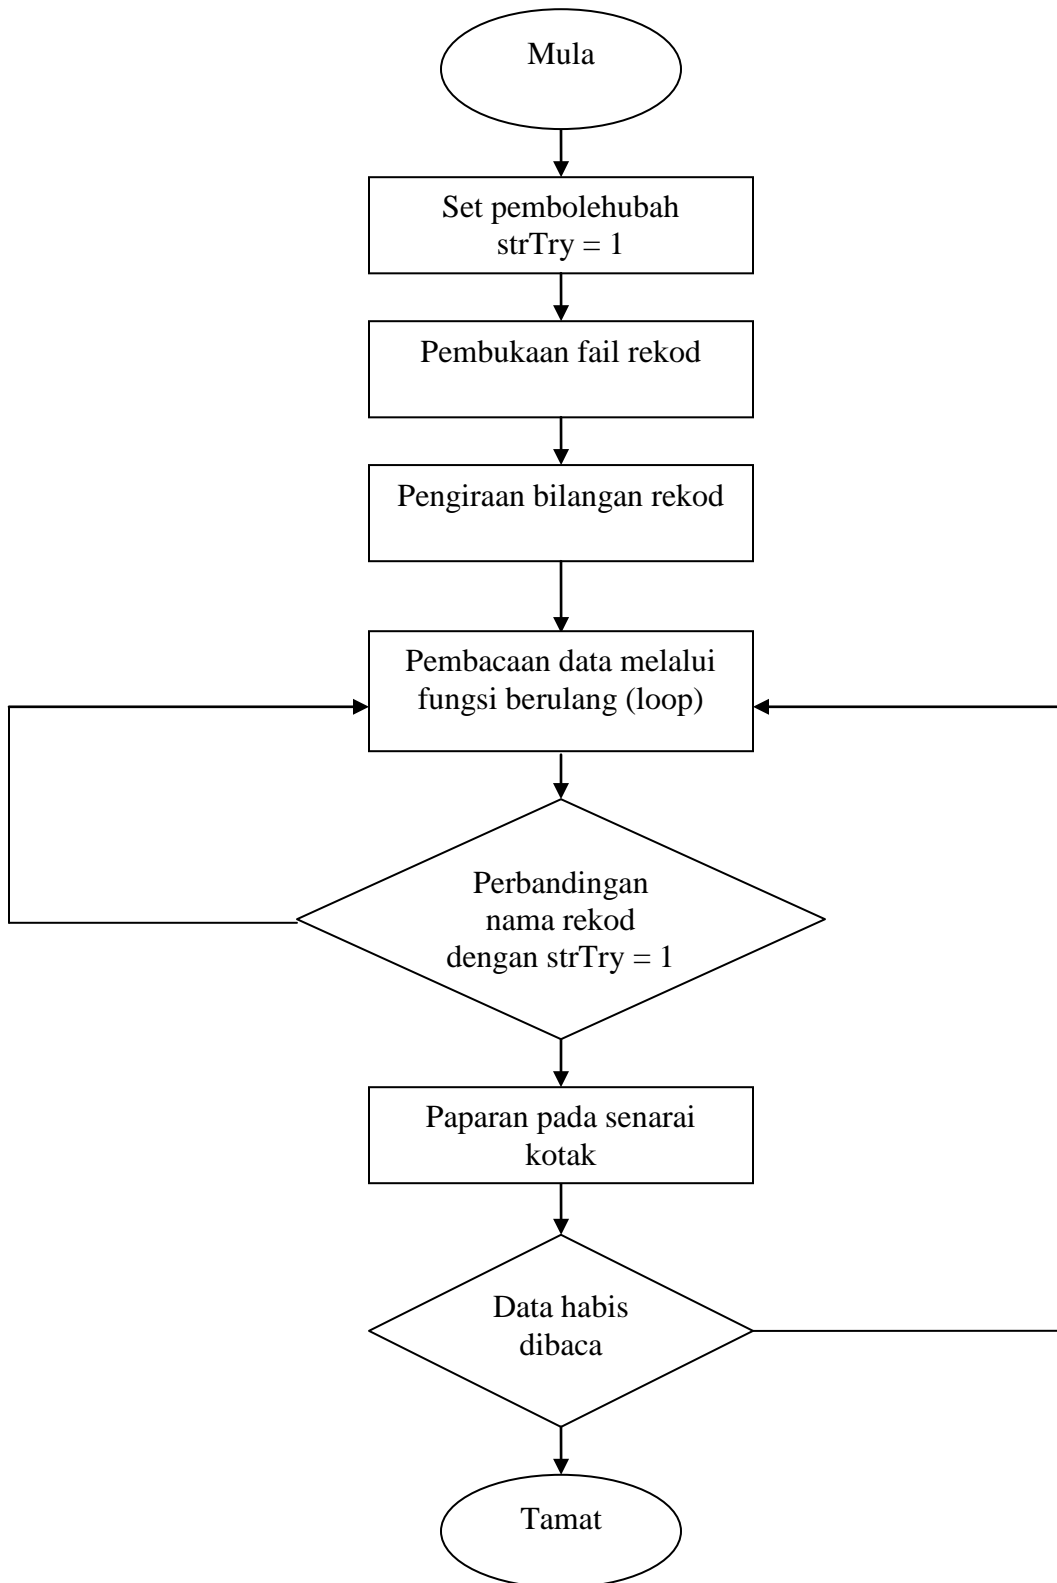 Mula
Set pembolehubah
strTry = 1
Pembukaan fail rekod
Pengiraan bilangan rekod
Pembacaan data melalui
fungsi berulang (loop)
Perbandingan
nama rekod
dengan strTry = 1
Paparan pada senarai
kotak
Data habis
dibaca
Tamat